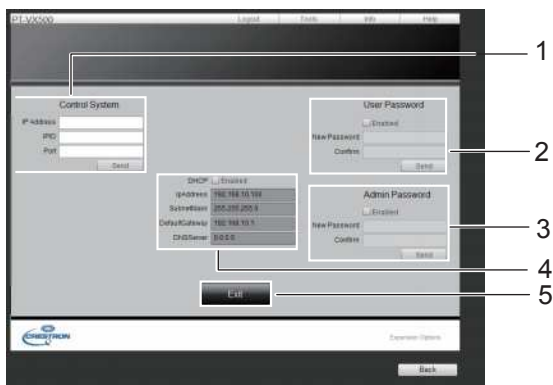 PT-VX500 Logout Tools Info Help
1
Control System
IP Address
IPID
Port
Send
User Password
Enabled
New Password
Confirm
Send
2
DHCP Enabled
IpAddress 192.168.10.100
SubnetMask 255.255.255.0
DefaultGateway 192.168.10.1
DNSServer 0.0.0.0
Admin Password
Enabled
New Password
Confirm
Send
3
4
Exit
5
CRESTRON
Expansion Options
Back